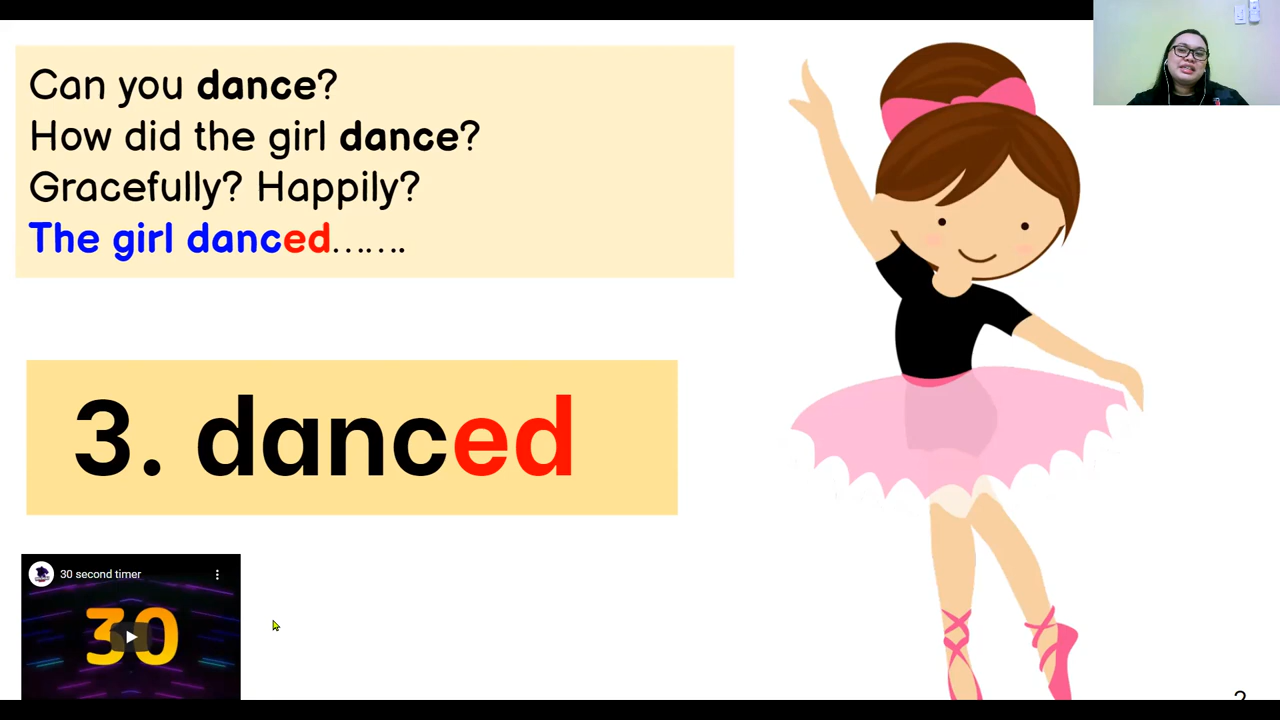 Can you dance?
How did the girl dance?
Gracefully? Happily?
The girl danced.......
3. danced
30 second timer
30